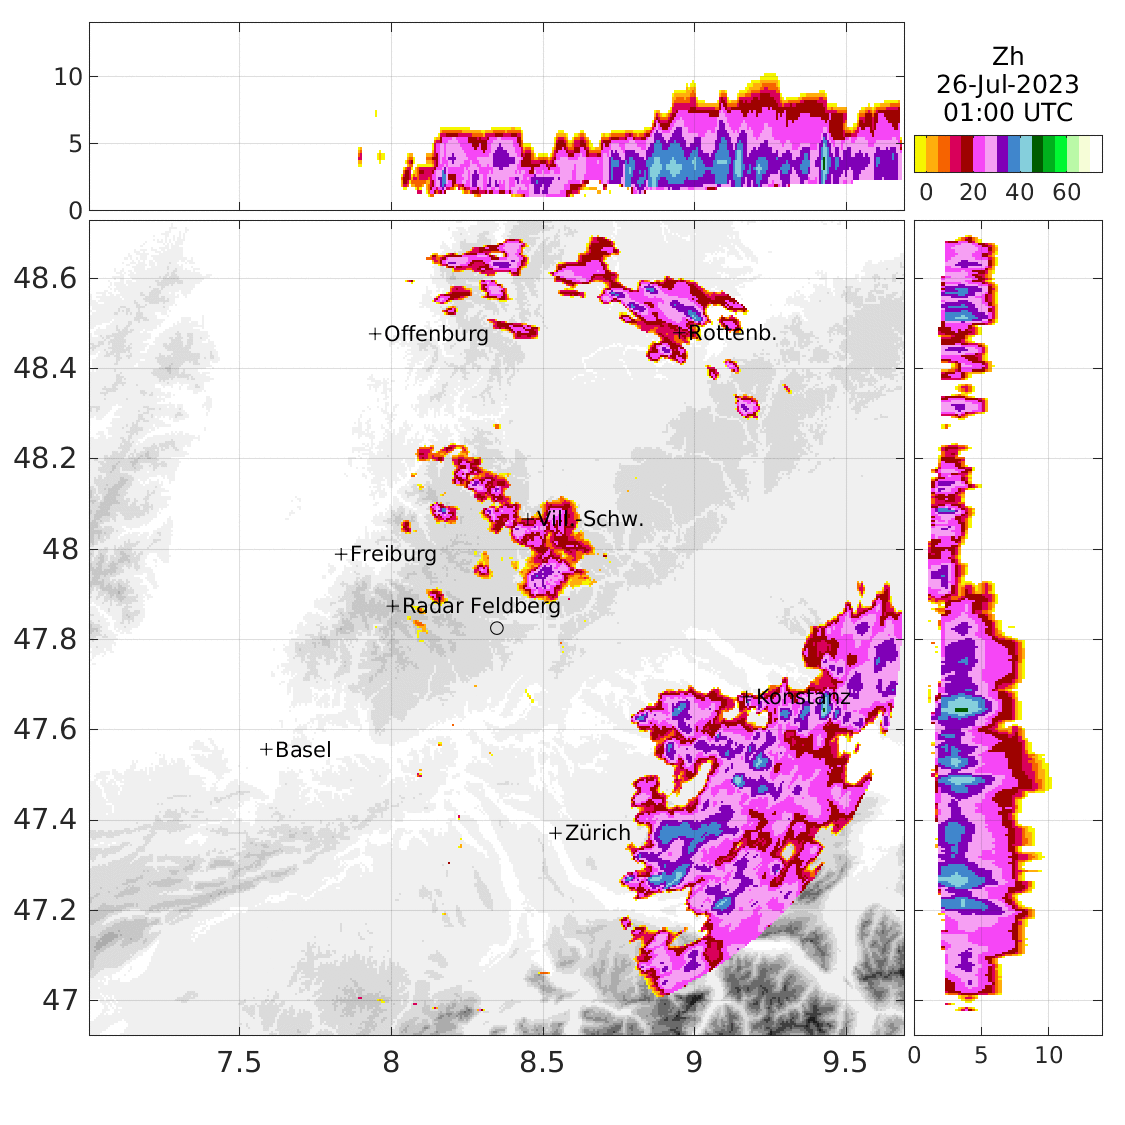 10
5
0
Zh
26-Jul-2023
01:00 UTC
0 20 40 60
48.6
48.4
48.2
48
47.8
47.6
47.4
47.2
47
+Offenburg
+Rottenb.
+Vill.-Schw.
+Freiburg
+Radar Feldberg
+Konstanz
+Basel
+Zürich
7.5 8 8.5 9 9.5
0 5 10